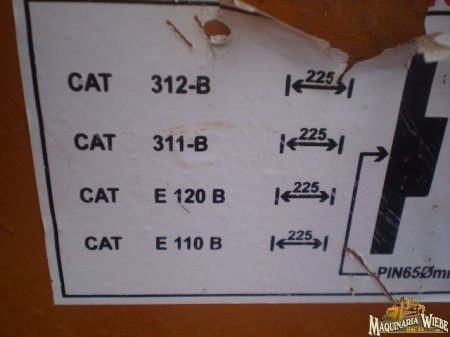 CAT 312-B 225
CAT 311-B 225
CAT E 120 B 225
CAT E 110 B 225
PIN65Ømm
MAQUINARIA WIEBE